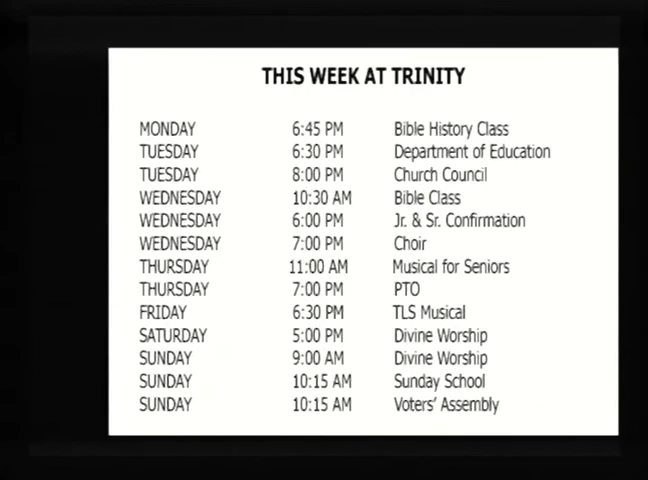 THIS WEEK AT TRINITY
MONDAY 6:45 PM Bible History Class
TUESDAY 6:30 PM Department of Education
TUESDAY 8:00 PM Church Council
WEDNESDAY 10:30 AM Bible Class
WEDNESDAY 6:00 PM Jr. & Sr. Confirmation
WEDNESDAY 7:00 PM Choir
THURSDAY 11:00 AM Musical for Seniors
THURSDAY 7:00 PM PTO
FRIDAY 6:30 PM TLS Musical
SATURDAY 5:00 PM Divine Worship
SUNDAY 9:00 AM Divine Worship
SUNDAY 10:15 AM Sunday School
SUNDAY 10:15 AM Voters' Assembly